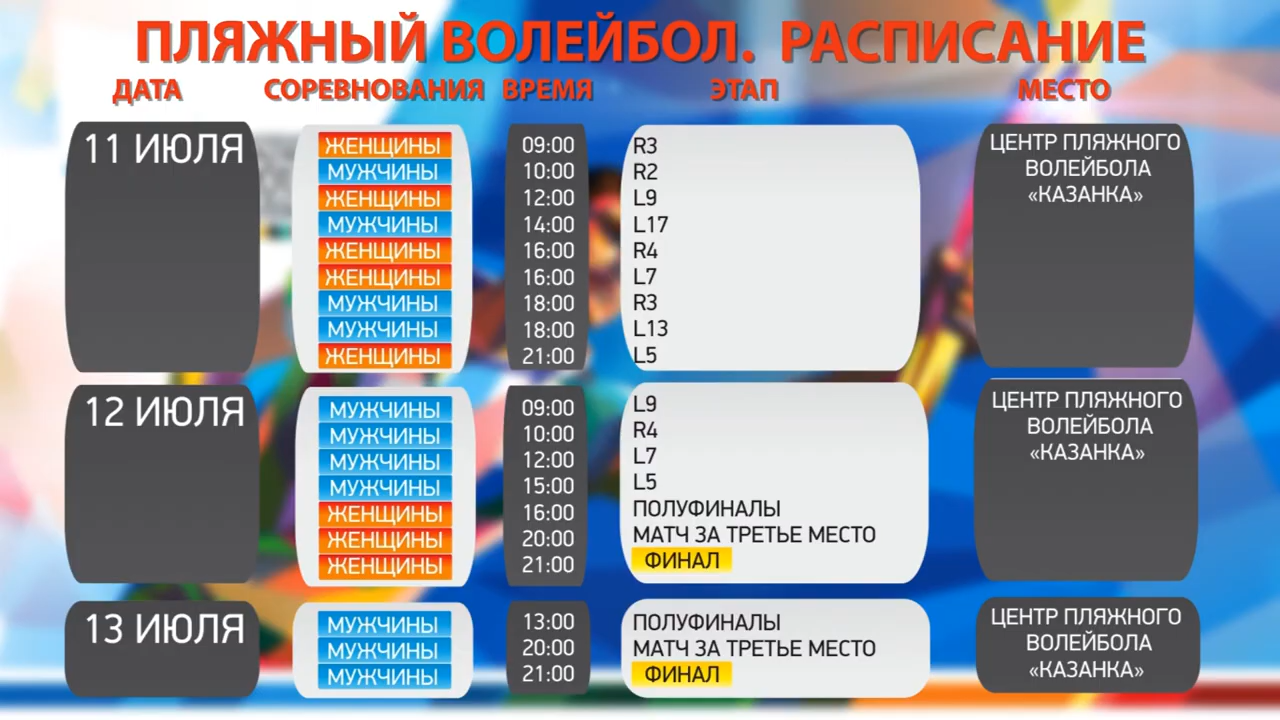 ПЛЯЖНЫЙ ВОЛЕЙБОЛ. РАСПИСАНИЕ
ДАТА СОРЕВНОВАНИЯ ВРЕМЯ ЭТАП МЕСТО
11 ИЮЛЯ ЖЕНЩИНЫ 09:00 R3 ЦЕНТР ПЛЯЖНОГО
МУЖЧИНЫ 10:00 R2 ВОЛЕЙБОЛА
ЖЕНЩИНЫ 12:00 L9 «КАЗАНКА»
МУЖЧИНЫ 14:00 L17
ЖЕНЩИНЫ 16:00 R4
ЖЕНЩИНЫ 16:00 L7
МУЖЧИНЫ 18:00 R3
МУЖЧИНЫ 18:00 L13
ЖЕНЩИНЫ 21:00 L5
12 ИЮЛЯ МУЖЧИНЫ 09:00 L9 ЦЕНТР ПЛЯЖНОГО
МУЖЧИНЫ 10:00 R4 ВОЛЕЙБОЛА
МУЖЧИНЫ 12:00 L7 «КАЗАНКА»
МУЖЧИНЫ 15:00 L5
ЖЕНЩИНЫ 16:00 ПОЛУФИНАЛЫ
ЖЕНЩИНЫ 20:00 МАТЧ ЗА ТРЕТЬЕ МЕСТО
ЖЕНЩИНЫ 21:00 ФИНАЛ
13 ИЮЛЯ МУЖЧИНЫ 13:00 ПОЛУФИНАЛЫ ЦЕНТР ПЛЯЖНОГО
МУЖЧИНЫ 20:00 МАТЧ ЗА ТРЕТЬЕ МЕСТО ВОЛЕЙБОЛА
МУЖЧИНЫ 21:00 ФИНАЛ «КАЗАНКА»